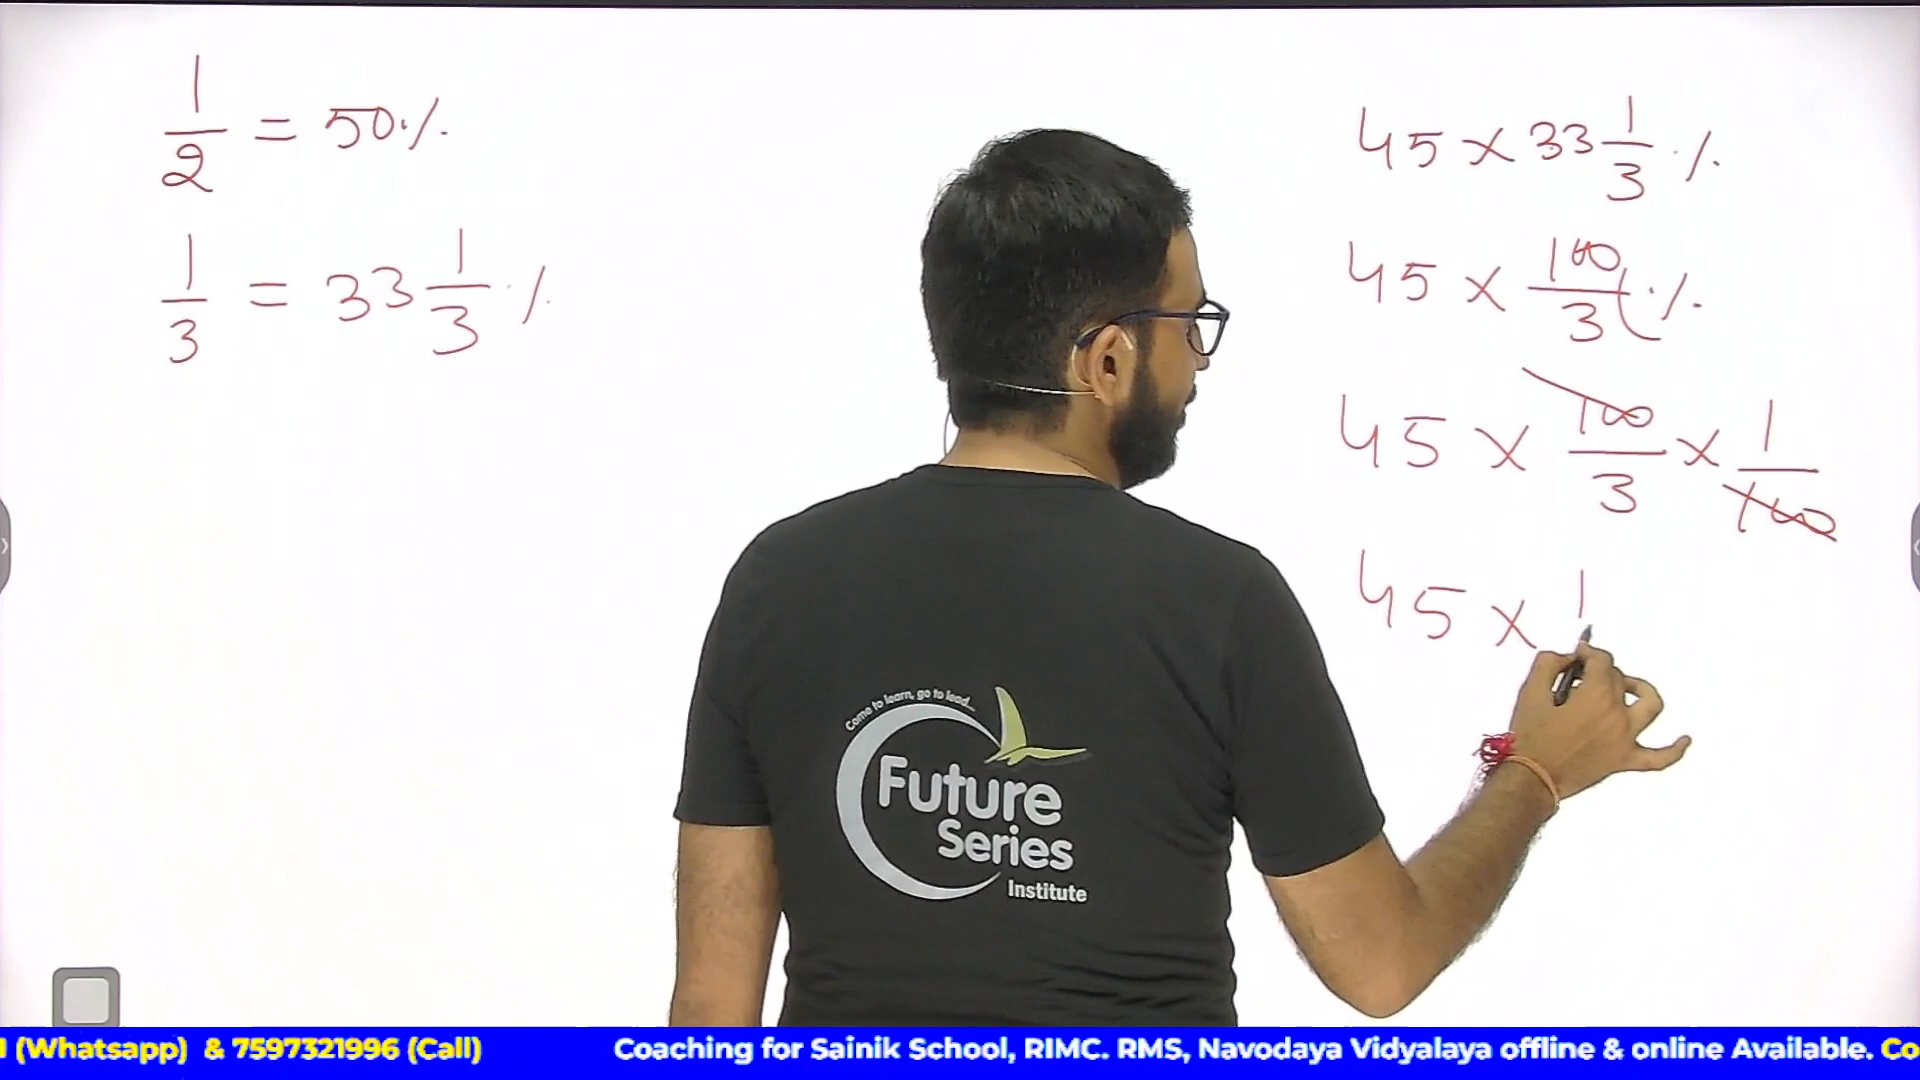 1/2 = 50%
1/3 = 33 1/3 %
45 × 33 1/3 %
45 × 100/3 %
45 × 100/3 × 1/100
45 × 1
Come to learn, go to lead...
Future
Series
Institute
(Whatsapp) & 7597321996 (Call) Coaching for Sainik School, RIMC. RMS, Navodaya Vidyalaya offline & online Available. Co